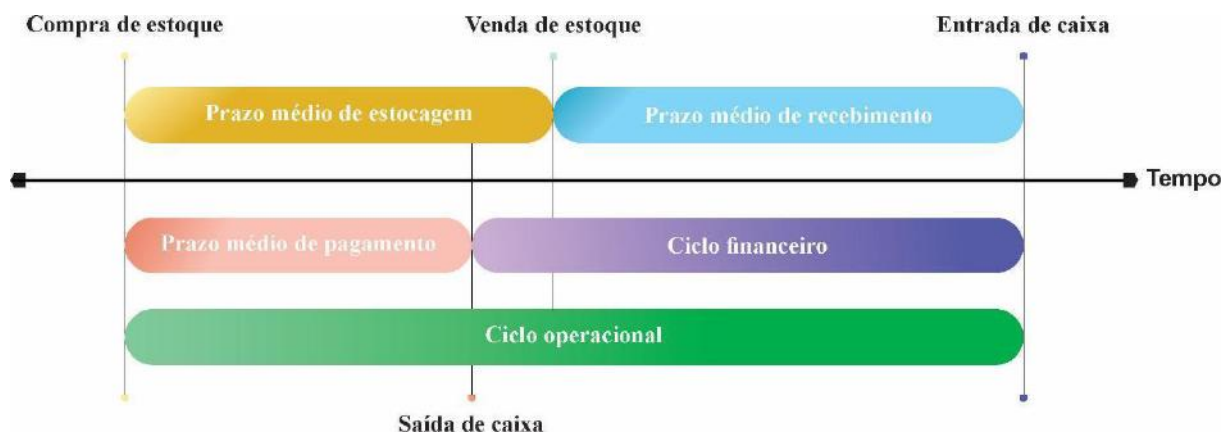 Compra de estoque
Venda de estoque
Entrada de caixa
Prazo médio de estocagem
Prazo médio de recebimento
Tempo
Prazo médio de pagamento
Ciclo financeiro
Ciclo operacional
Saída de caixa